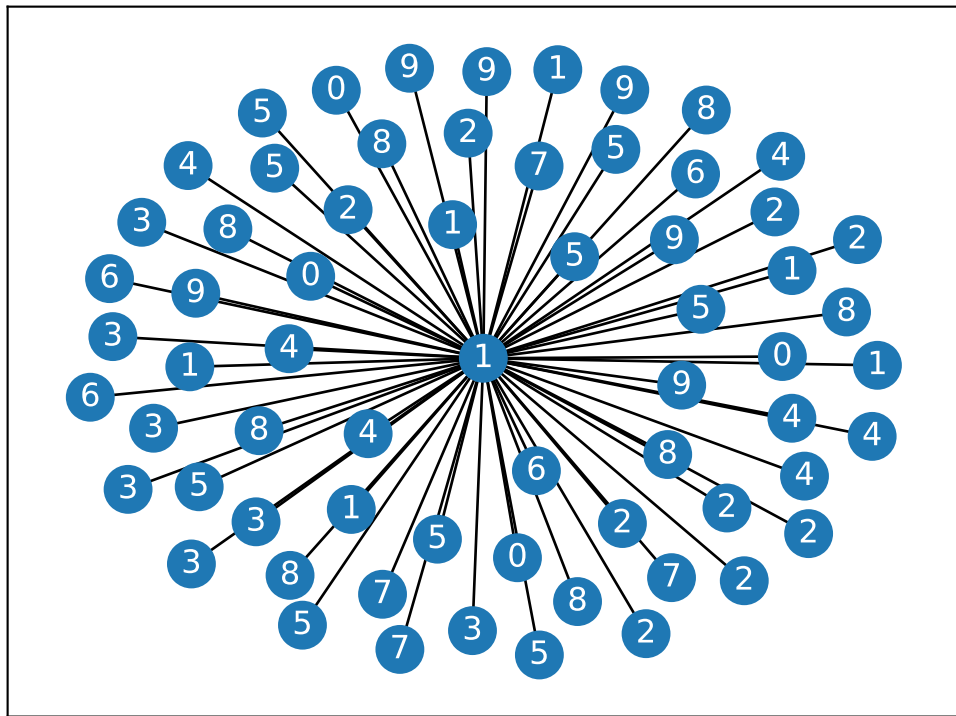 9 9 1
0 9
5 8
2
8 5
4 5 7 4
6
3 8 2 1 2 2
5 9 2
6 0 1
9 5 8
3 4
1 1 0 1
6 9
3 8 4 4 4
8
3 5 6 4
3 1 2 2
3 5 0 2
8 7 7 2
8
5 3 2
7 5